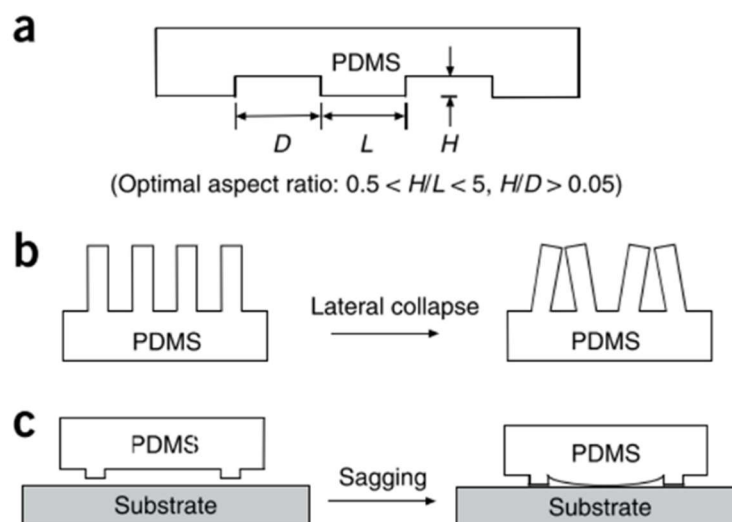 a
PDMS
D L H
(Optimal aspect ratio: 0.5 < H/L < 5, H/D > 0.05)
b
PDMS
Lateral collapse
PDMS
c
PDMS
Substrate
Sagging
PDMS
Substrate